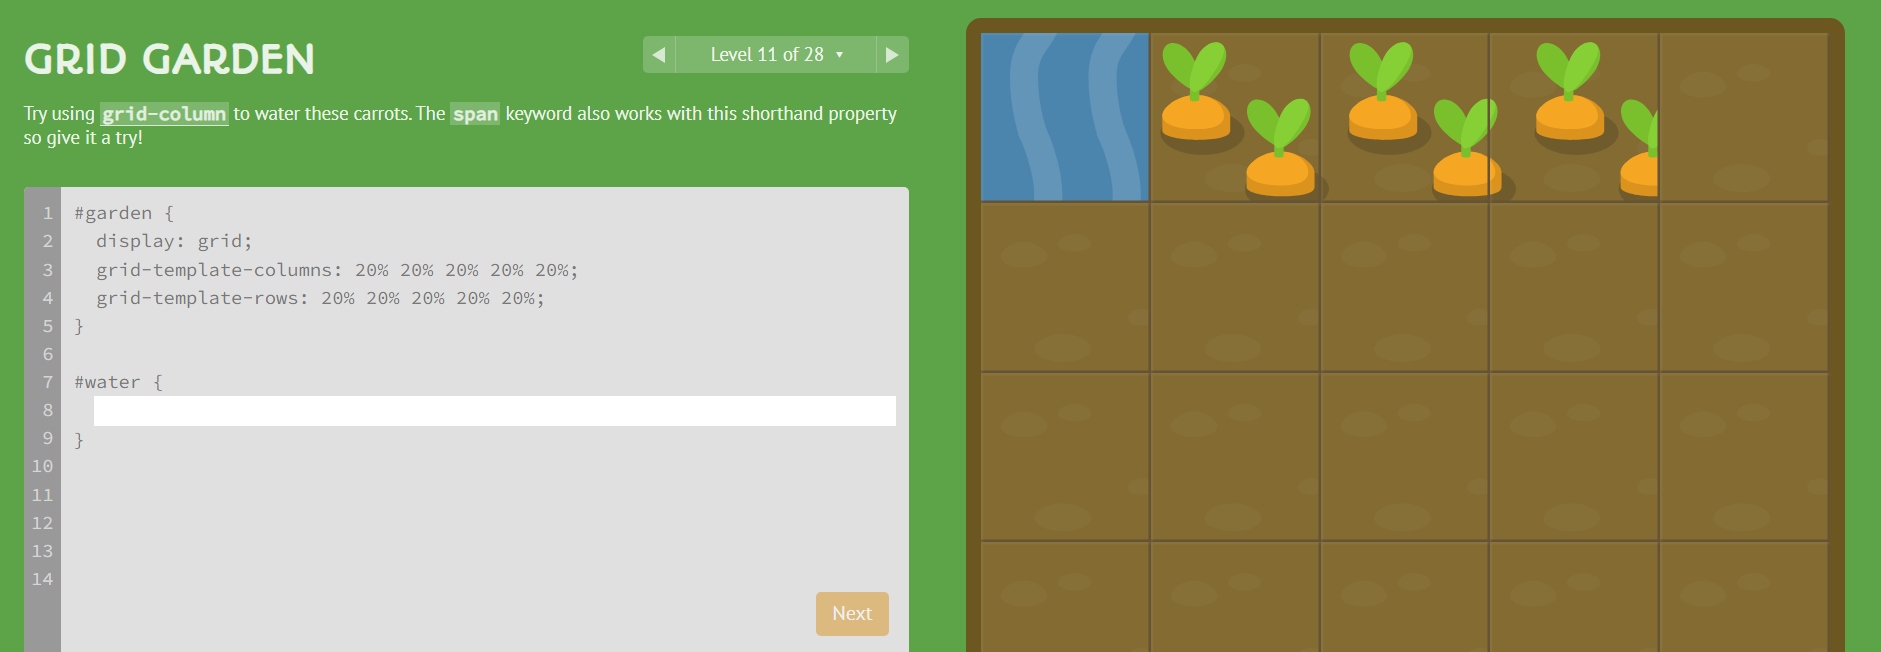 GRID GARDEN
◀ Level 11 of 28 ▼ ▶
Try using grid-column to water these carrots. The span keyword also works with this shorthand property
so give it a try!
1 #garden {
2   display: grid;
3   grid-template-columns: 20% 20% 20% 20% 20%;
4   grid-template-rows: 20% 20% 20% 20% 20%;
5 }
6
7 #water {
8
9 }
10
11
12
13
14
Next